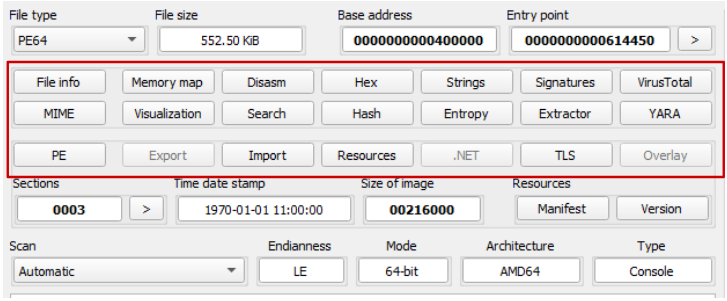 File type File size Base address Entry point
PE64 552.50 KiB 0000000000400000 0000000000614450 >
File info Memory map Disasm Hex Strings Signatures VirusTotal
MIME Visualization Search Hash Entropy Extractor YARA
PE Export Import Resources .NET TLS Overlay
Sections Time date stamp Size of image Resources
0003 > 1970-01-01 11:00:00 00216000 Manifest Version
Scan Endianness Mode Architecture Type
Automatic LE 64-bit AMD64 Console